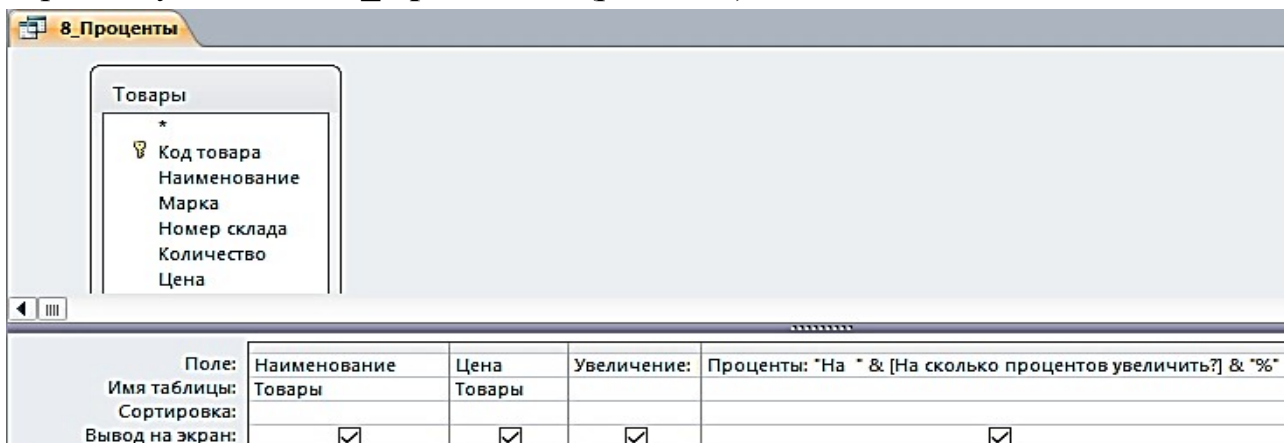 8_Проценты
Товары
*
Код товара
Наименование
Марка
Номер склада
Количество
Цена
Поле: Наименование Цена Увеличение: Проценты: "На " & [На сколько процентов увеличить?] & "%"
Имя таблицы: Товары Товары
Сортировка:
Вывод на экран: